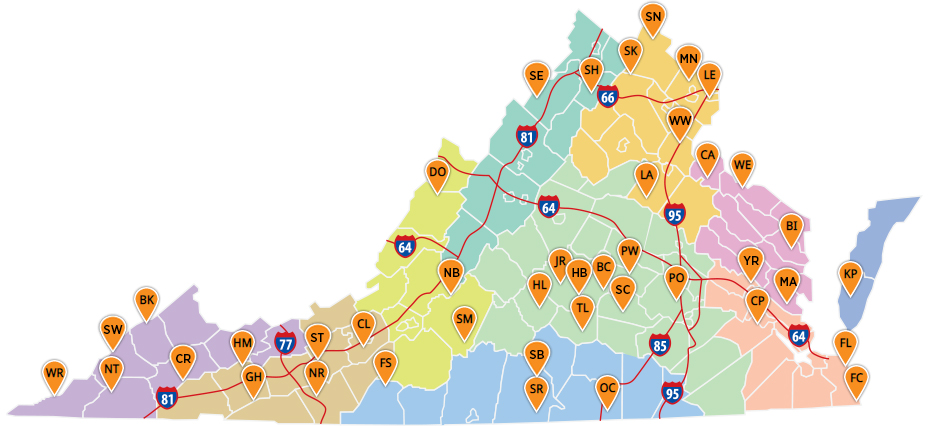 SN
SK
MN
SH
SE
LE
66
WW
81
CA
WE
DO
LA
64
95
BI
64
PW
YR
JR
BC
HB
NB
KP
PO
MA
HL
SC
BK
CP
TL
SM
CL
SW
ST
64
HM
77
85
FL
SB
CR
FS
NT
WR
GH
NR
FC
SR
OC
95
81